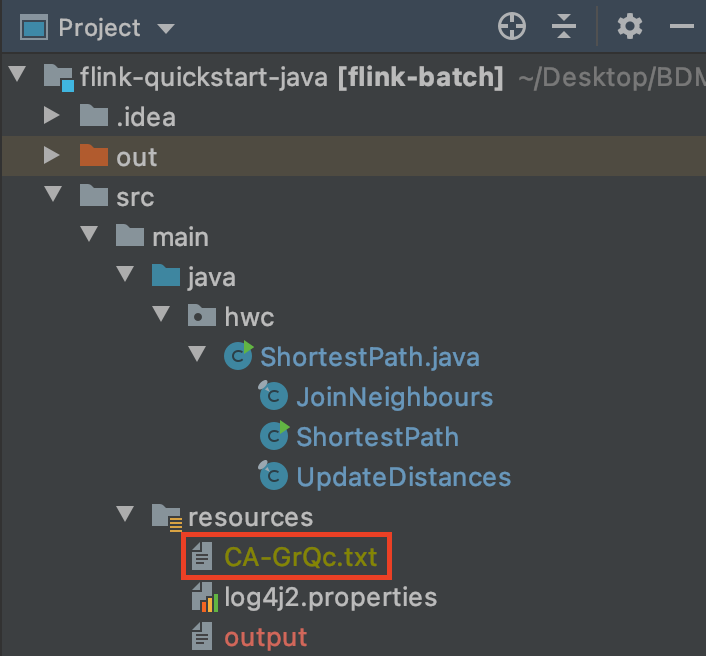 Project
flink-quickstart-java [flink-batch] ~/Desktop/BDM
.idea
out
src
main
java
hwc
ShortestPath.java
JoinNeighbours
ShortestPath
UpdateDistances
resources
CA-GrQc.txt
log4j2.properties
output